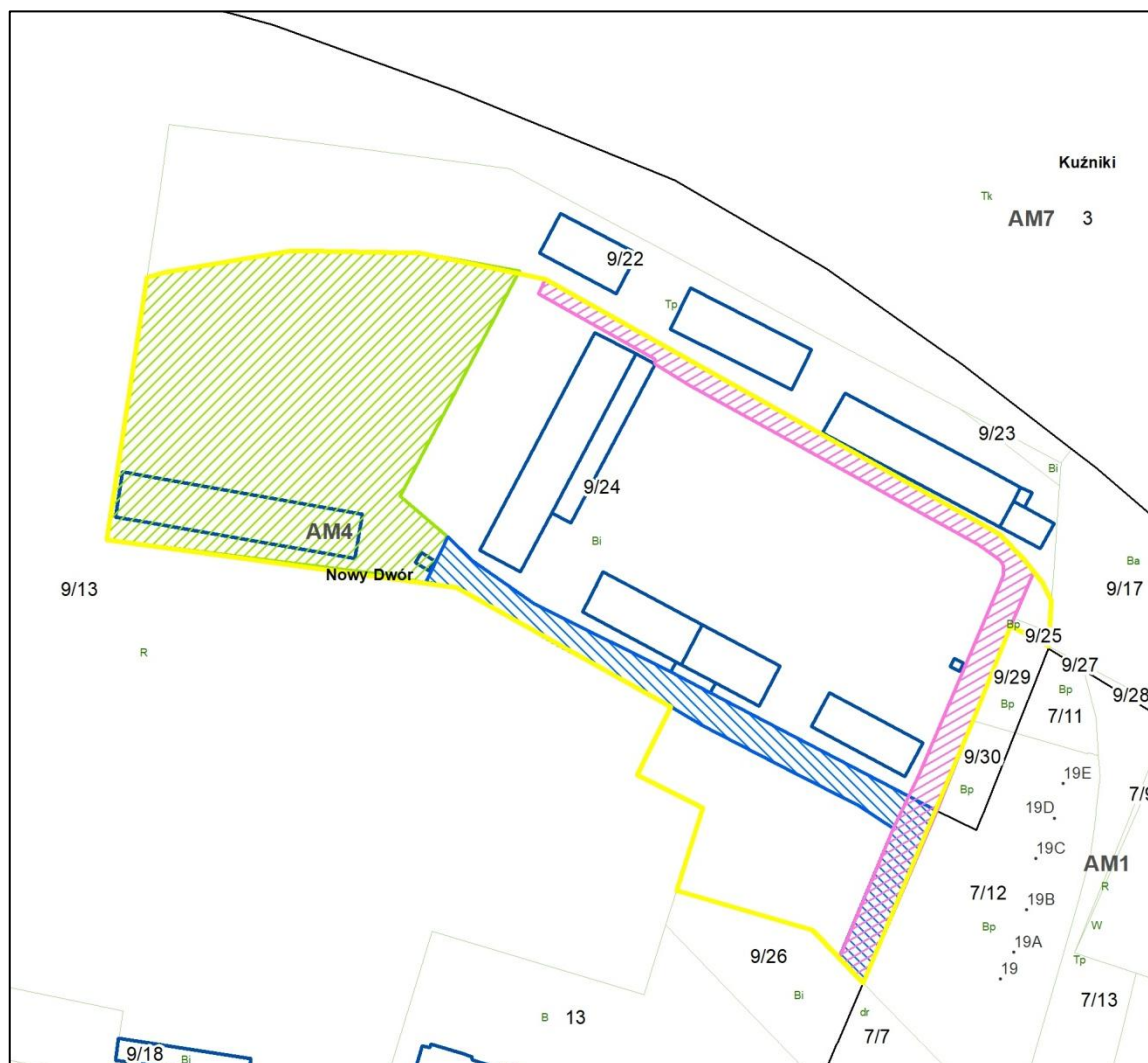 Kuźniki
Tk
AM7 3
9/22
Tp
9/23
Bi
9/24
Bi
AM4
Nowy Dwór
9/13
R
Ba
9/17
Bp
9/25
9/27
9/29
Bp
9/28
Bp
7/11
9/30
Bp
19E
7/9
19D
19C
AM1
7/12
R
19B
Bp
W
19A
9/26
Tp
19
Bi
7/13
B 13
dr
7/7
9/18
Bi